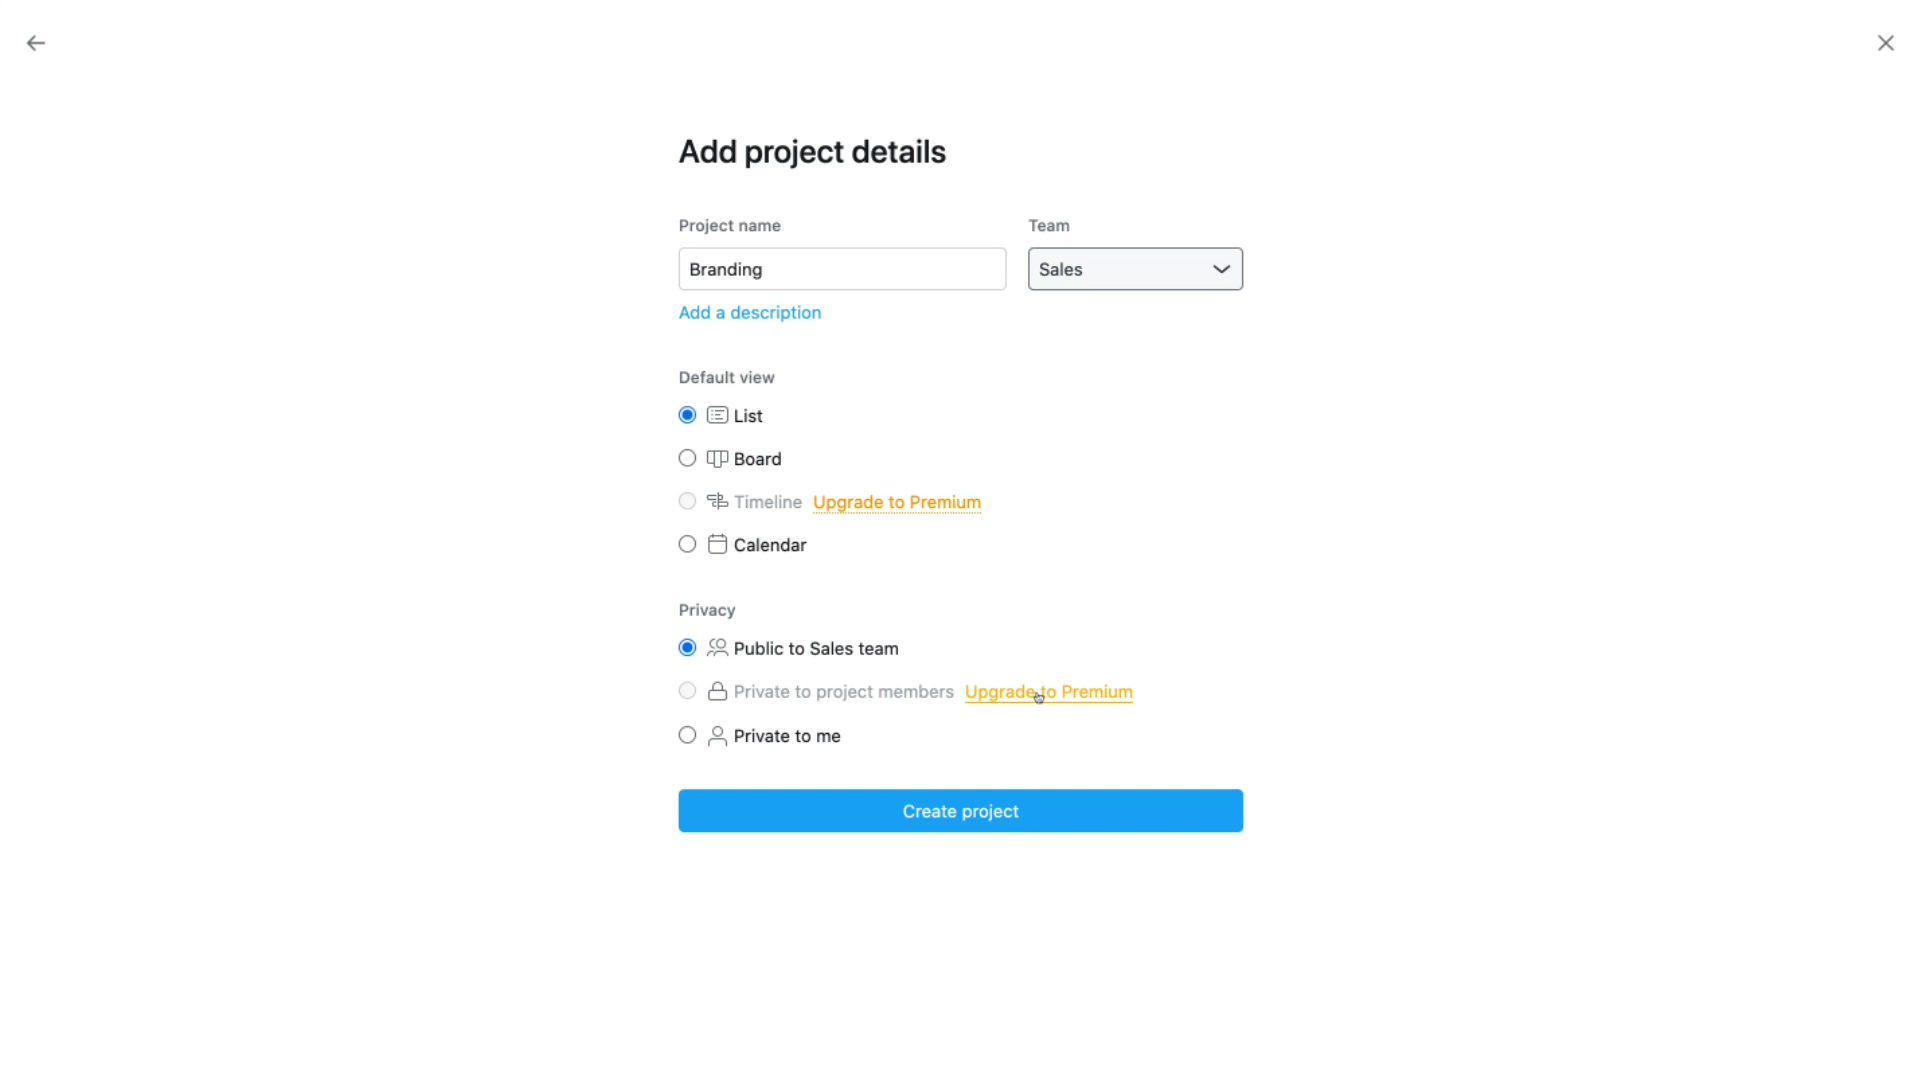 Add project details
Project name
Team
Branding
Sales
Add a description
Default view
List
Board
Timeline Upgrade to Premium
Calendar
Privacy
Public to Sales team
Private to project members Upgrade to Premium
Private to me
Create project